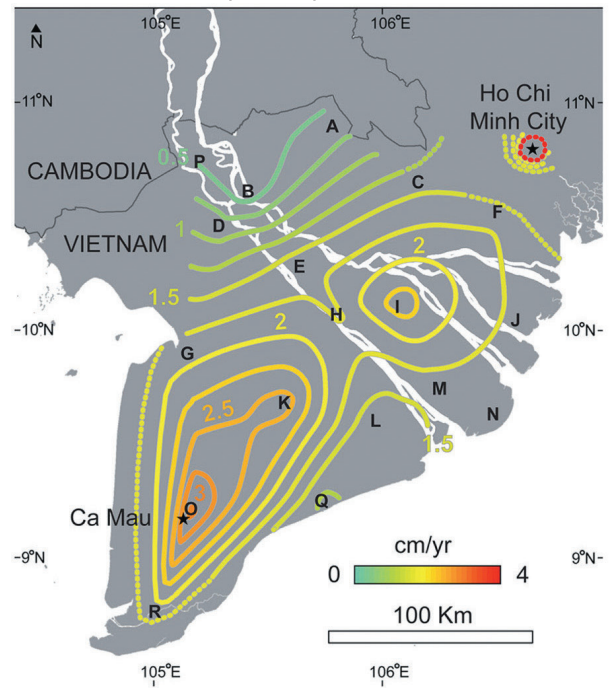 105°E
106°E
N
11°N
11°N
Ho Chi
Minh City
A
0.5
P
CAMBODIA
B
C
D
F
1
VIETNAM
2
E
1.5
I
H
J
10°N
10°N
2
G
M
K
2.5
L
N
1.5
3
Q
O
Ca Mau
cm/yr
9°N
9°N
0
4
R
100 Km
105°E
106°E